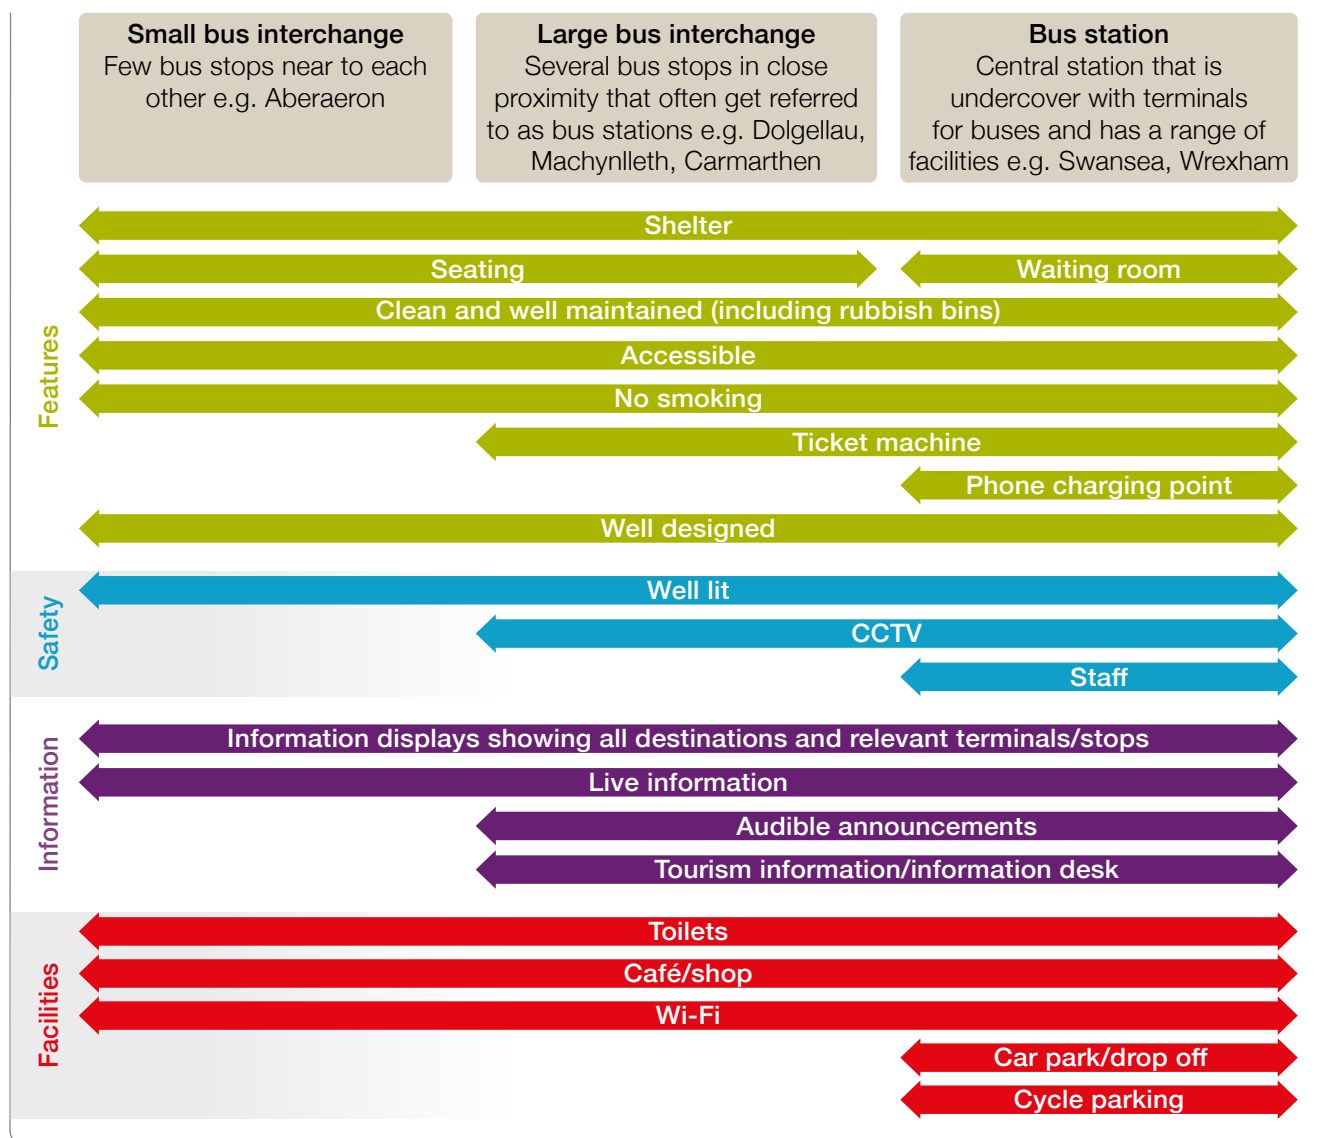 Small bus interchange
Few bus stops near to each
other e.g. Aberaeron
Large bus interchange
Several bus stops in close
proximity that often get referred
to as bus stations e.g. Dolgellau,
Machynlleth, Carmarthen
Bus station
Central station that is
undercover with terminals
for buses and has a range of
facilities e.g. Swansea, Wrexham
Features
Shelter
Seating
Waiting room
Clean and well maintained (including rubbish bins)
Accessible
No smoking
Ticket machine
Phone charging point
Well designed
Safety
Well lit
CCTV
Staff
Information
Information displays showing all destinations and relevant terminals/stops
Live information
Audible announcements
Tourism information/information desk
Facilities
Toilets
Café/shop
Wi-Fi
Car park/drop off
Cycle parking